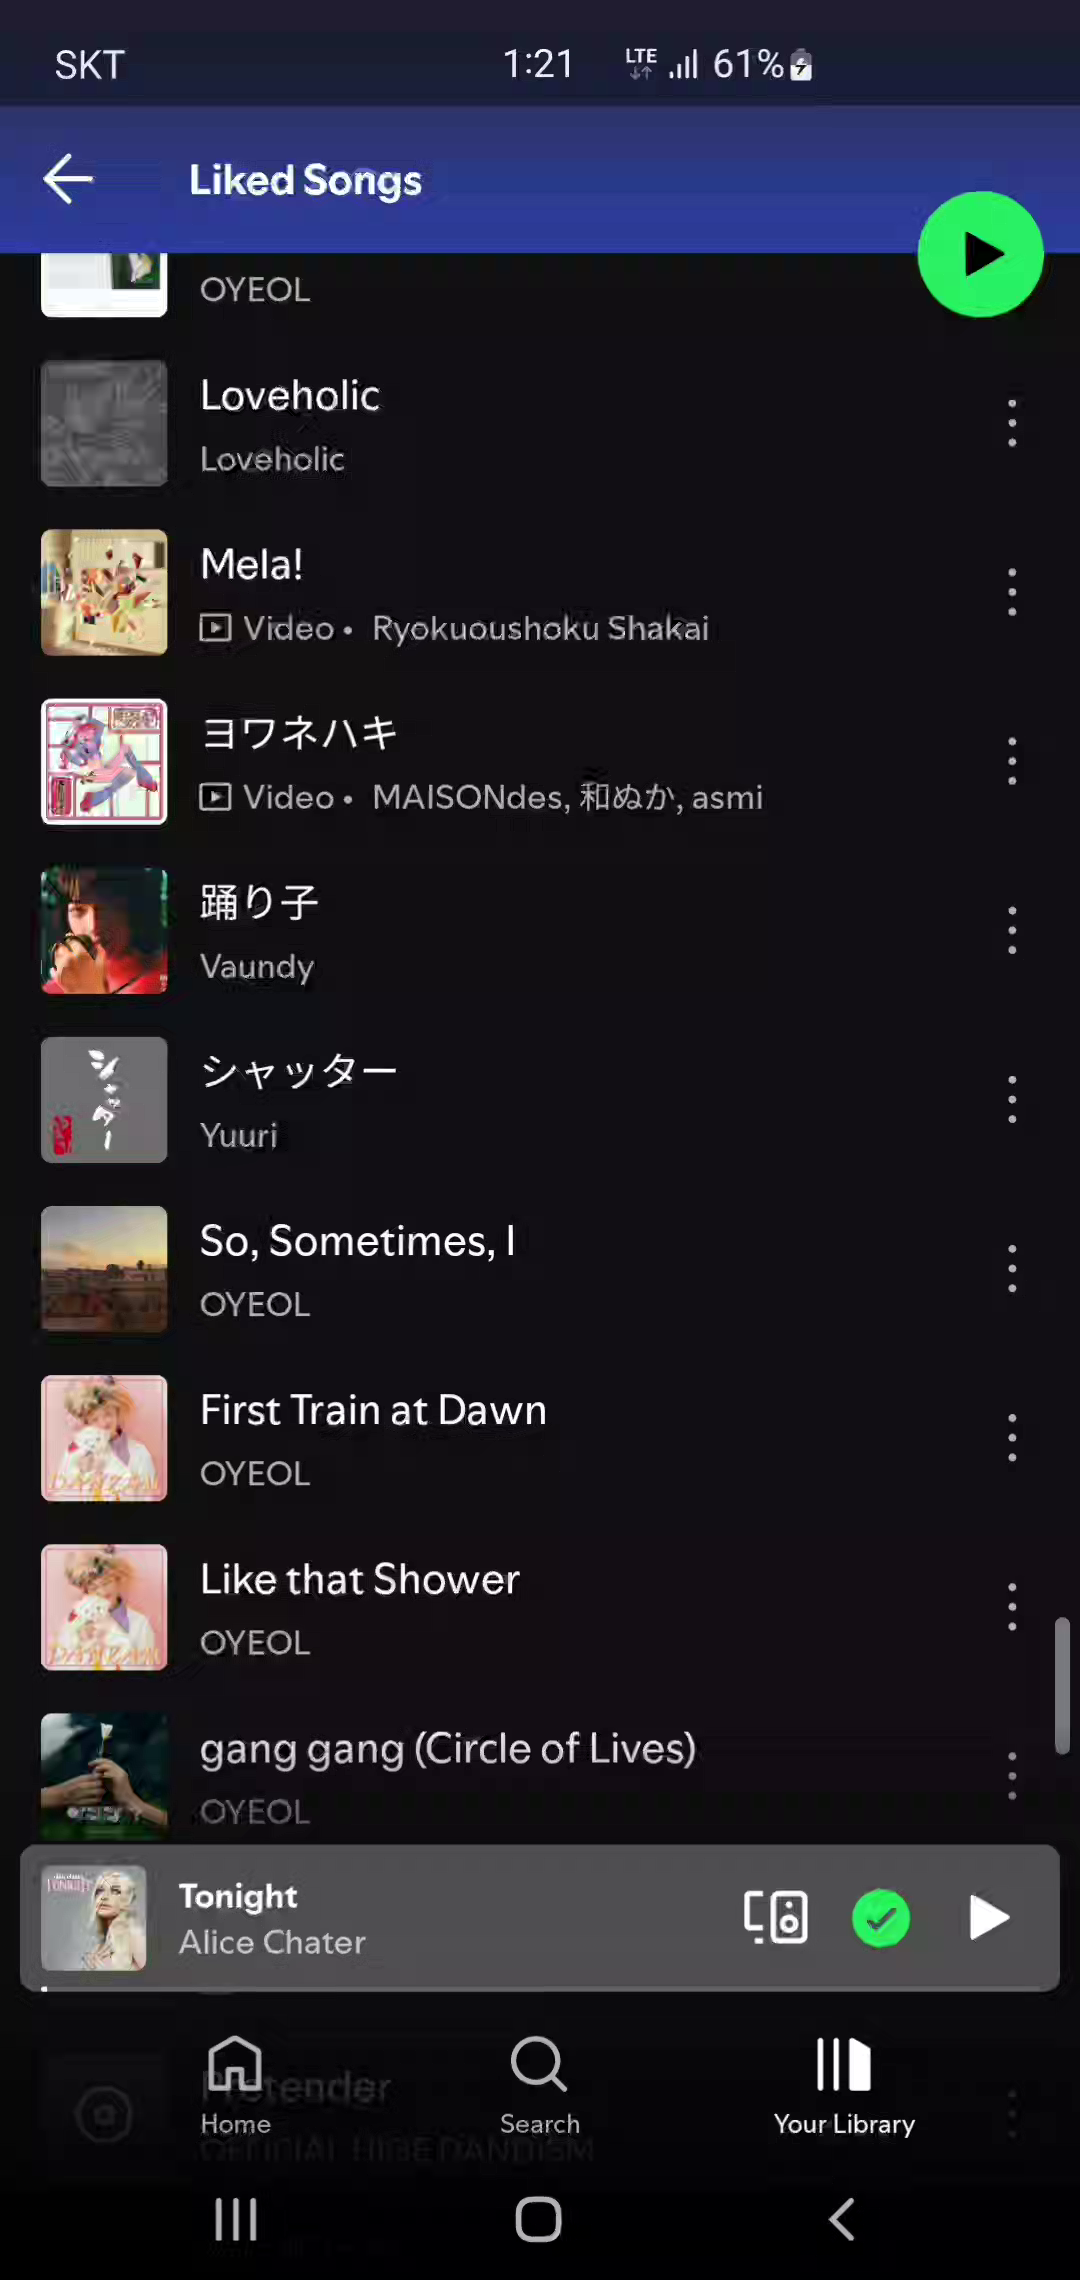 SKT 1:21 LTE 61%
Liked Songs
OYEOL
Loveholic
Loveholic
Mela!
Video • Ryokuoushoku Shakai
ヨワネハキ
Video • MAISONdes, 和ぬか, asmi
踊り子
Vaundy
シャッター
Yuuri
So, Sometimes, I
OYEOL
First Train at Dawn
OYEOL
Like that Shower
OYEOL
gang gang (Circle of Lives)
OYEOL
TONIGHT
Tonight
Alice Chater
Pretender
Home Search Your Library
OFFICIAL HIGE DANDISM